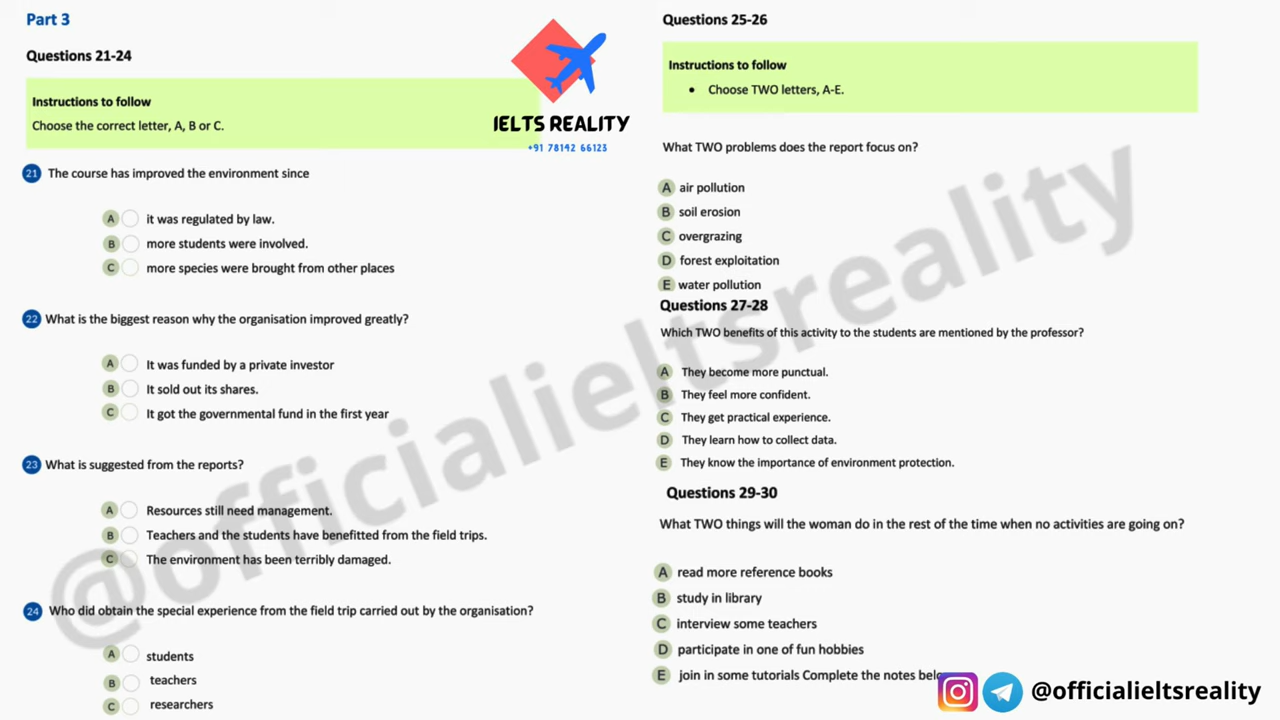 Part 3
Questions 21-24
Instructions to follow
Choose the correct letter, A, B or C.
IELTS REALITY
+91 78142 66123
21 The course has improved the environment since
A it was regulated by law.
B more students were involved.
C more species were brought from other places
22 What is the biggest reason why the organisation improved greatly?
A It was funded by a private investor
B It sold out its shares.
C It got the governmental fund in the first year
23 What is suggested from the reports?
A Resources still need management.
B Teachers and the students have benefitted from the field trips.
C The environment has been terribly damaged.
24 Who did obtain the special experience from the field trip carried out by the organisation?
A students
B teachers
C researchers
Questions 25-26
Instructions to follow
• Choose TWO letters, A-E.
What TWO problems does the report focus on?
A air pollution
B soil erosion
C overgrazing
D forest exploitation
E water pollution
Questions 27-28
Which TWO benefits of this activity to the students are mentioned by the professor?
A They become more punctual.
B They feel more confident.
C They get practical experience.
D They learn how to collect data.
E They know the importance of environment protection.
Questions 29-30
What TWO things will the woman do in the rest of the time when no activities are going on?
A read more reference books
B study in library
C interview some teachers
D participate in one of fun hobbies
E join in some tutorials Complete the notes
@officialieltsreality
@officialieltsreality